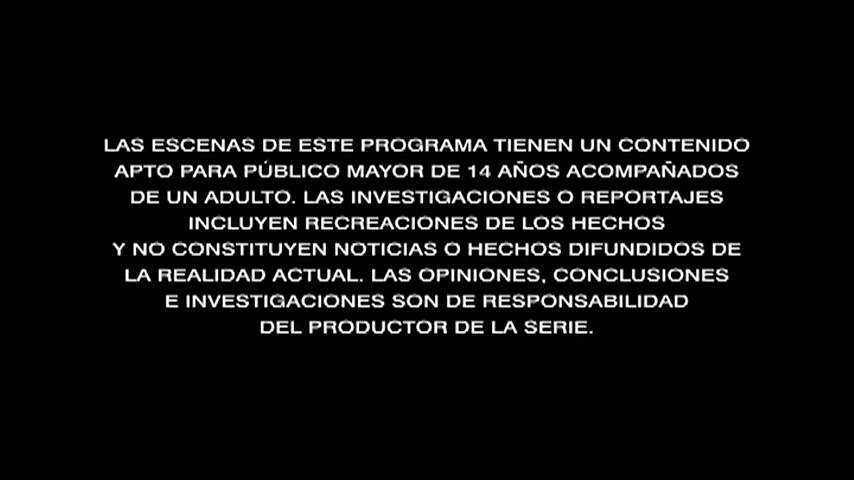 LAS ESCENAS DE ESTE PROGRAMA TIENEN UN CONTENIDO
APTO PARA PÚBLICO MAYOR DE 14 AÑOS ACOMPAÑADOS
DE UN ADULTO. LAS INVESTIGACIONES O REPORTAJES
INCLUYEN RECREACIONES DE LOS HECHOS
Y NO CONSTITUYEN NOTICIAS O HECHOS DIFUNDIDOS DE
LA REALIDAD ACTUAL. LAS OPINIONES, CONCLUSIONES
E INVESTIGACIONES SON DE RESPONSABILIDAD
DEL PRODUCTOR DE LA SERIE.